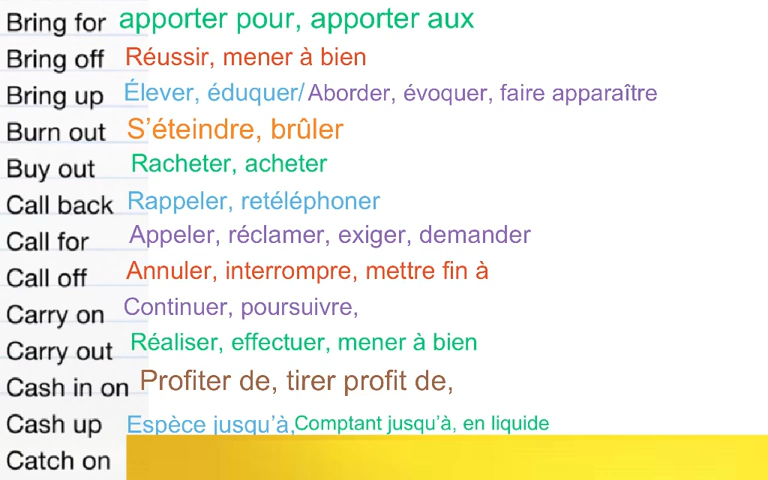 Bring for apporter pour, apporter aux
Bring off Réussir, mener à bien
Bring up Élever, éduquer/Aborder, évoquer, faire apparaître
Burn out S’éteindre, brûler
Buy out Racheter, acheter
Call back Rappeler, retéléphoner
Call for Appeler, réclamer, exiger, demander
Call off Annuler, interrompre, mettre fin à
Carry on Continuer, poursuivre,
Carry out Réaliser, effectuer, mener à bien
Cash in on Profiter de, tirer profit de,
Cash up Espèce jusqu’à,Comptant jusqu’à, en liquide
Catch on